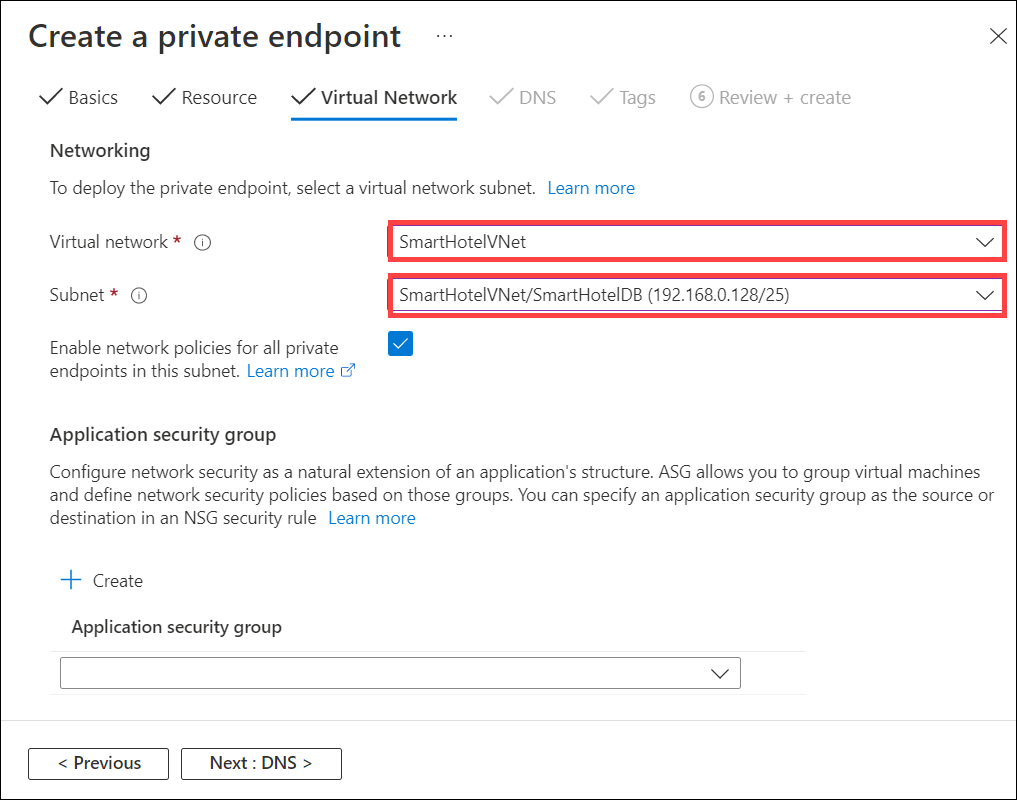 Create a private endpoint ...
Basics Resource Virtual Network DNS Tags 6 Review + create
Networking
To deploy the private endpoint, select a virtual network subnet. Learn more
Virtual network * SmartHotelVNet
Subnet * SmartHotelVNet/SmartHotelDB (192.168.0.128/25)
Enable network policies for all private
endpoints in this subnet. Learn more
Application security group
Configure network security as a natural extension of an application's structure. ASG allows you to group virtual machines
and define network security policies based on those groups. You can specify an application security group as the source or
destination in an NSG security rule Learn more
+ Create
Application security group
< Previous Next : DNS >